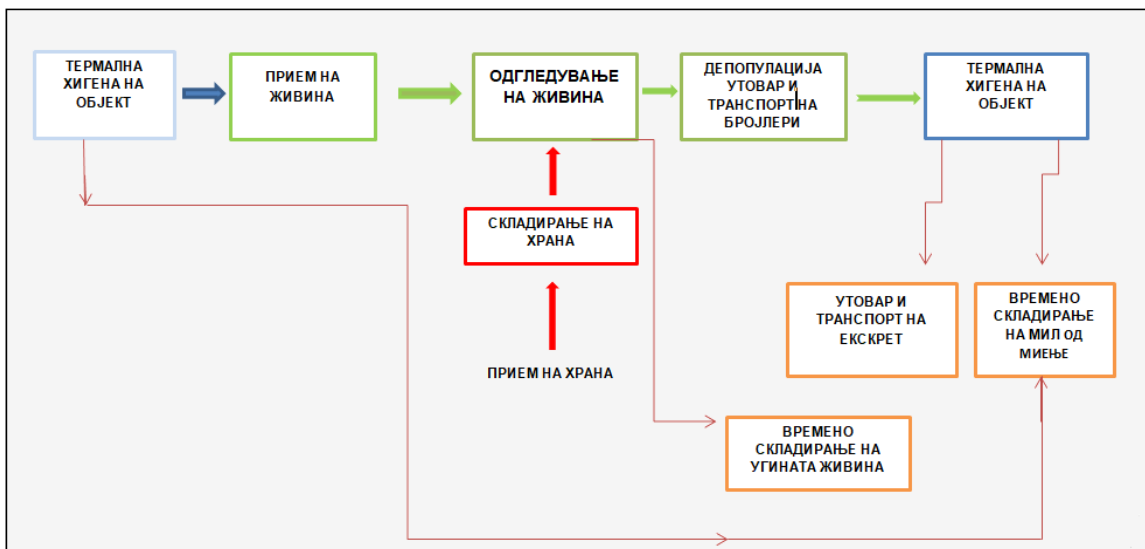 ТЕРМАЛНА
ХИГЕНА НА
ОБЈЕКТ
ПРИЕМ НА
ЖИВИНА
ОДГЛЕДУВАЊЕ
НА ЖИВИНА
ДЕПОПУЛАЦИЈА
УТОВАР И
ТРАНСПОРТ НА
БРОЈЛЕРИ
ТЕРМАЛНА
ХИГЕНА НА
ОБЈЕКТ
СКЛАДИРАЊЕ НА
ХРАНА
ПРИЕМ НА ХРАНА
УТОВАР И
ТРАНСПОРТ НА
ЕКСКРЕТ
ВРЕМЕНО
СКЛАДИРАЊЕ
НА МИЛ ОД
МИЕЊЕ
ВРЕМЕНО
СКЛАДИРАЊЕ НА
УГИНАТА ЖИВИНА